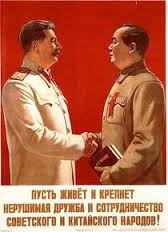 ПУСТЬ ЖИВЁТ И КРЕПНЕТ
НЕРУШИМАЯ ДРУЖБА И СОТРУДНИЧЕСТВО
СОВЕТСКОГО И КИТАЙСКОГО НАРОДОВ!